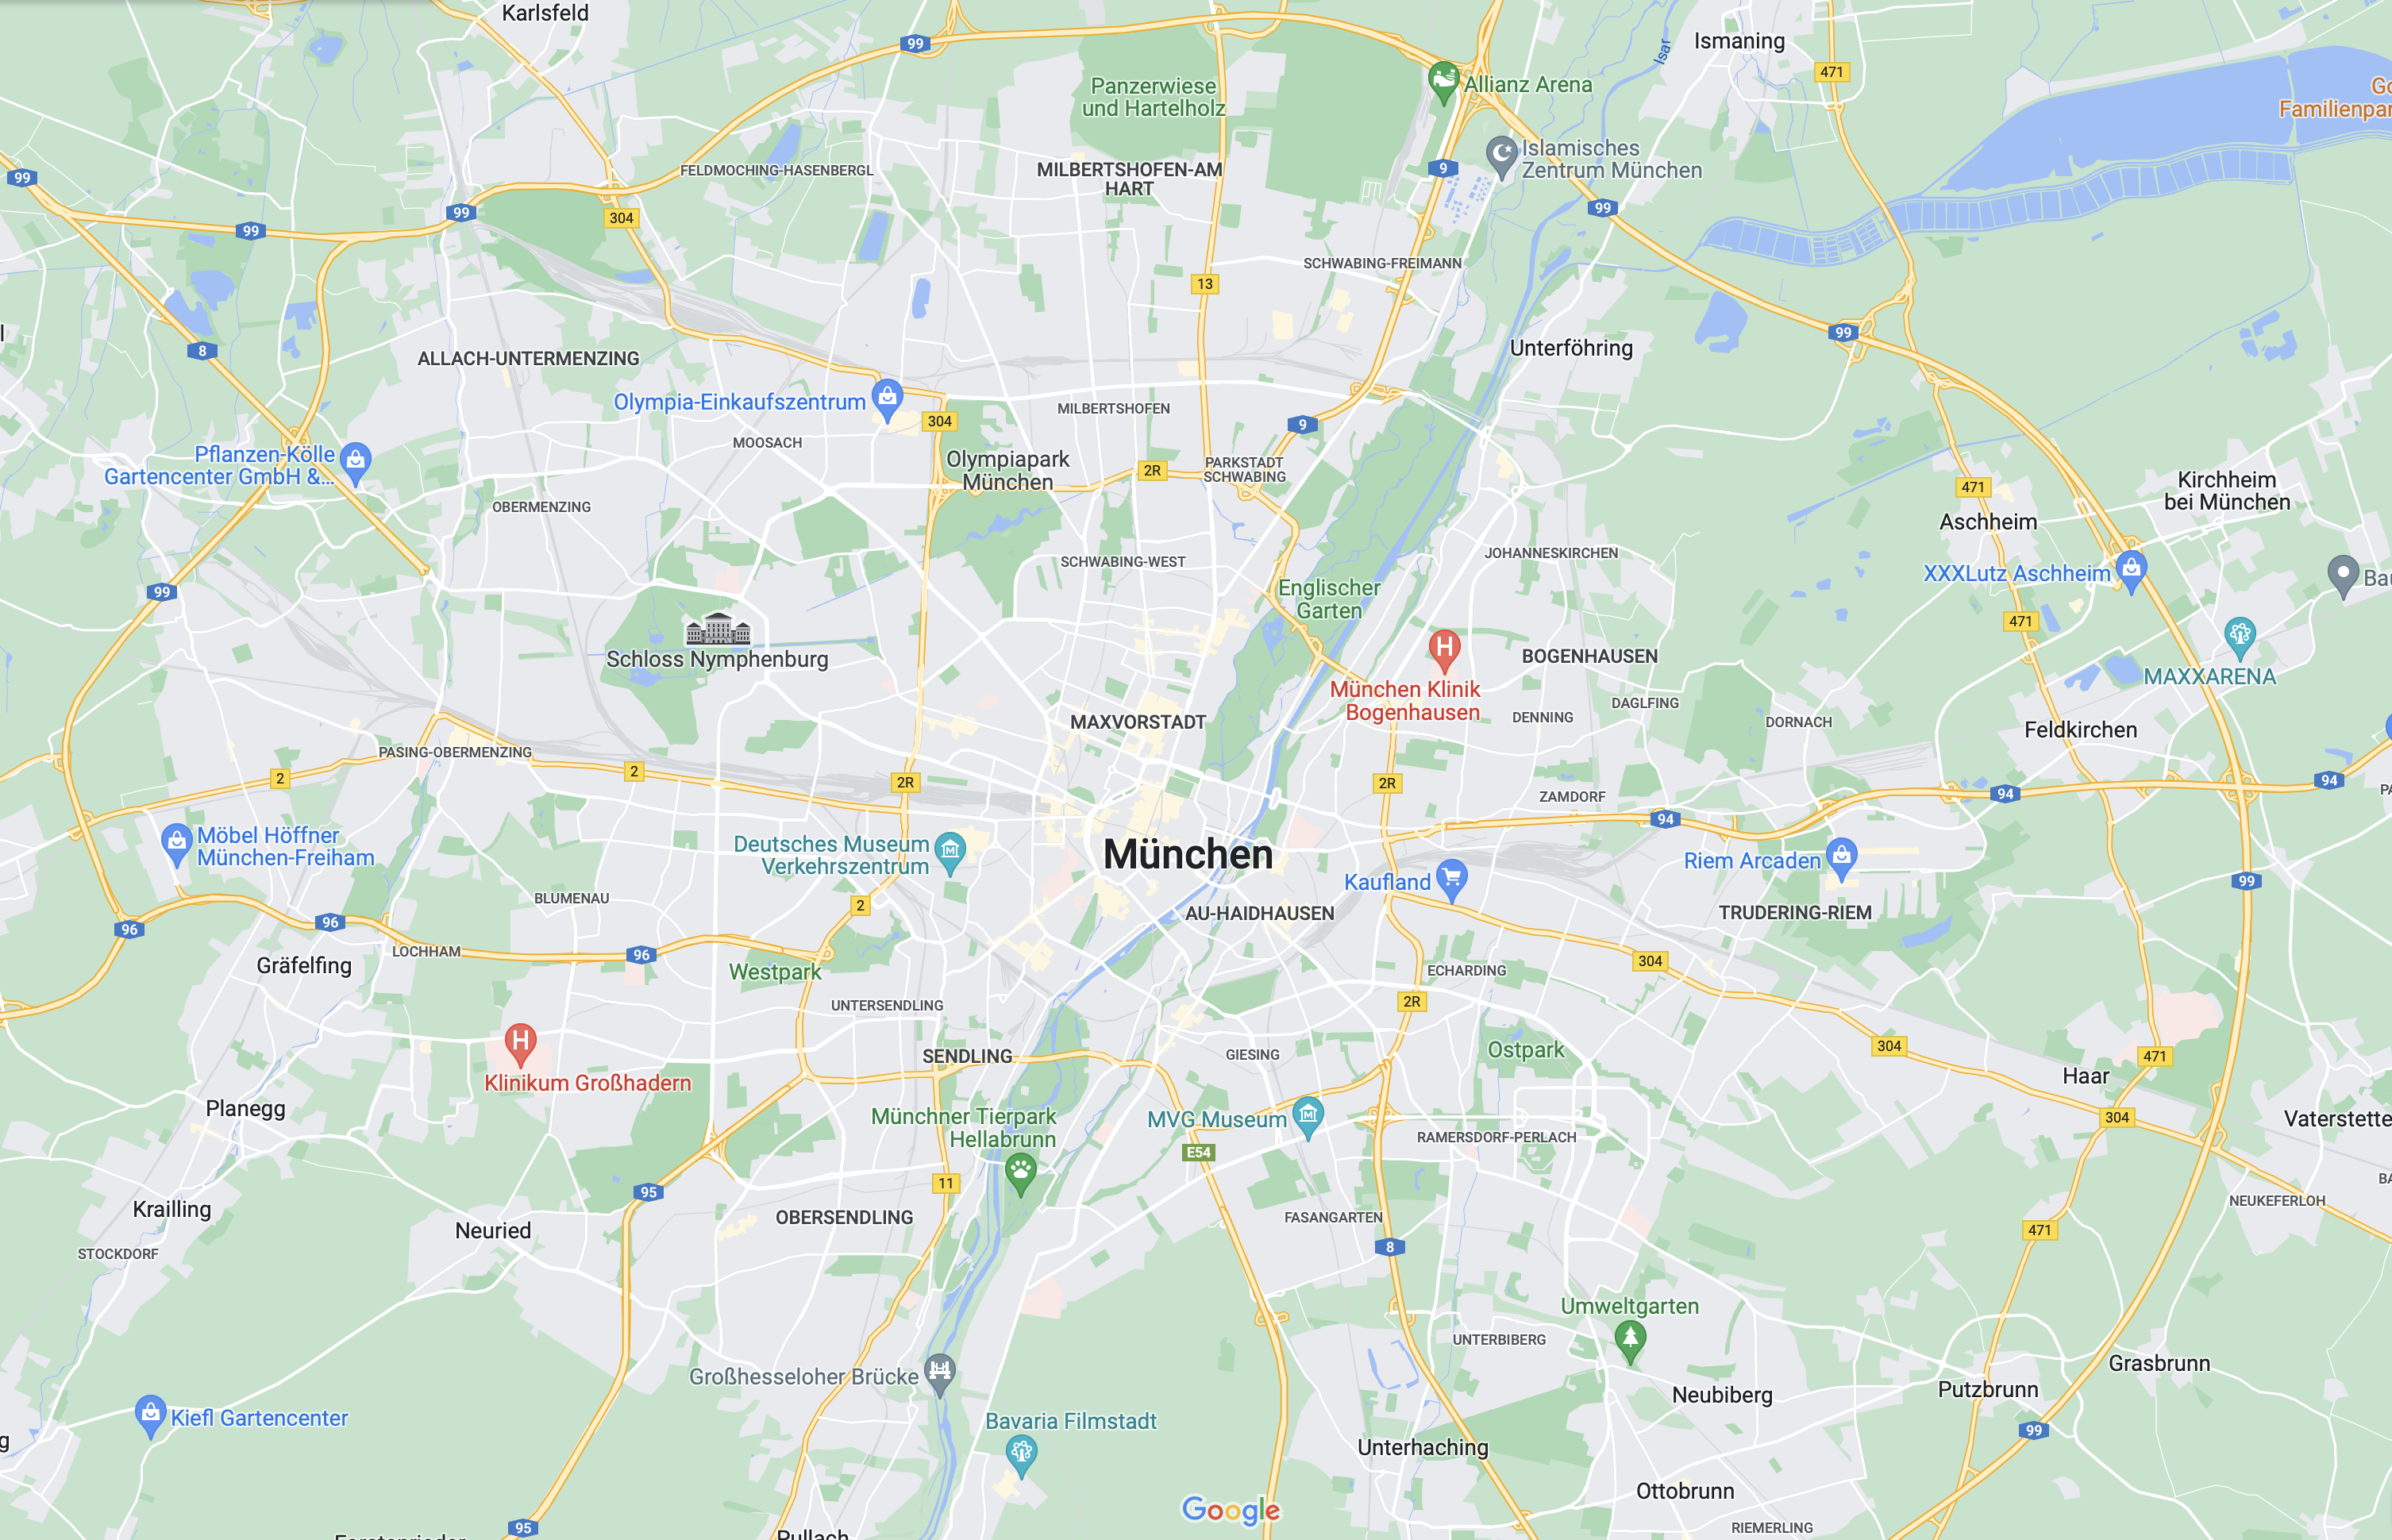 Karlsfeld
99
Ismaning
Isar
471
Panzerwiese
und Hartelholz
Allianz Arena
Familienpar
Islamisches
Zentrum München
9
FELDMOCHING-HASENBERGL
MILBERTSHOFEN-AM
HART
99
99
304
99
99
SCHWABING-FREIMANN
13
8
ALLACH-UNTERMENZING
Unterföhring
99
Olympia-Einkaufszentrum
304
MILBERTSHOFEN
9
MOOSACH
Pflanzen-Kölle
Gartencenter GmbH &...
Olympiapark
München
2R
PARKSTADT
SCHWABING
471
Kirchheim
bei München
OBERMENZING
Aschheim
SCHWABING-WEST
JOHANNESKIRCHEN
XXXLutz Aschheim
99
Englischer
Garten
471
Schloss Nymphenburg
BOGENHAUSEN
MAXXARENA
München Klinik
Bogenhausen
DAGLFING
DENNING
DORNACH
MAXVORSTADT
Feldkirchen
PASING-OBERMENZING
2
2
2R
2R
ZAMDORF
94
94
94
Möbel Höffner
München-Freiham
Deutsches Museum
Verkehrszentrum
München
Riem Arcaden
Kaufland
99
BLUMENAU
2
AU-HAIDHAUSEN
TRUDERING-RIEM
96
96
LOCHHAM
96
Gräfelfing
Westpark
304
ECHARDING
UNTERSENDLING
2R
H
Klinikum Großhadern
SENDLING
GIESING
Ostpark
304
471
Haar
Planegg
Münchner Tierpark
Hellabrunn
MVG Museum
304
Vaterstette
RAMERSDORF-PERLACH
E54
95
11
Krailling
Neuried
OBERSENDLING
FASANGARTEN
NEUKEFERLOH
471
STOCKDORF
8
Umweltgarten
UNTERBIBERG
Grasbrunn
Großhesseloher Brücke
Neubiberg
Putzbrunn
Kiefl Gartencenter
Bavaria Filmstadt
99
Unterhaching
Ottobrunn
Google
95
RIEMERLING
Pullach